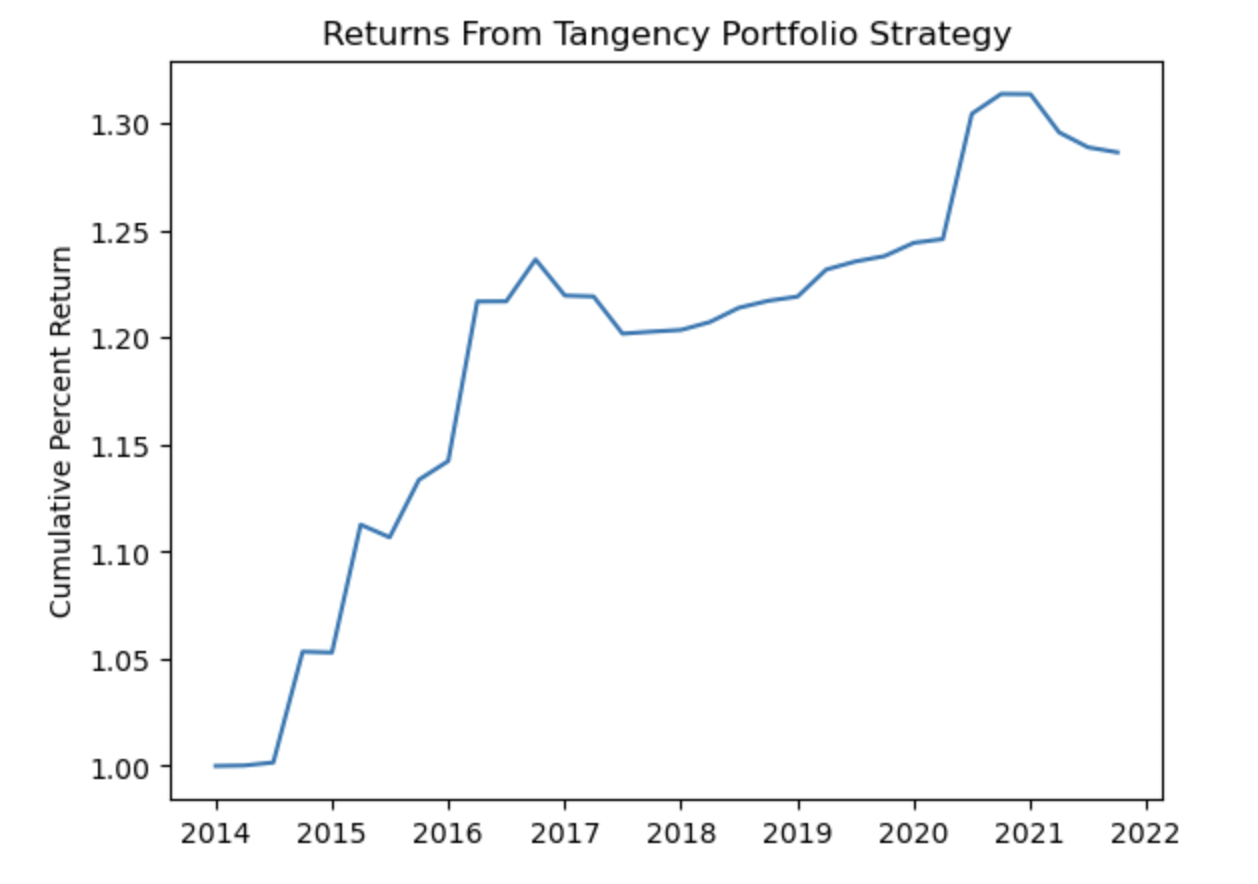 Returns From Tangency Portfolio Strategy
Cumulative Percent Return
1.30
1.25
1.20
1.15
1.10
1.05
1.00
2014 2015 2016 2017 2018 2019 2020 2021 2022